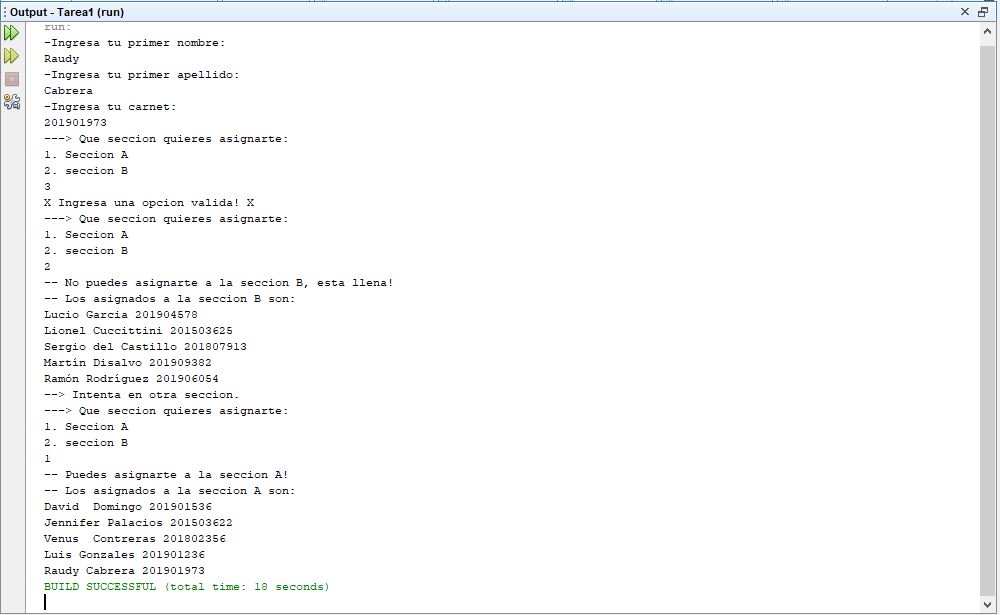 Output - Tarea1 (run)
run:
-Ingresa tu primer nombre:
Raudy
-Ingresa tu primer apellido:
Cabrera
-Ingresa tu carnet:
201901973
---> Que seccion quieres asignarte:
1. Seccion A
2. seccion B
3
X Ingresa una opcion valida! X
---> Que seccion quieres asignarte:
1. Seccion A
2. seccion B
2
-- No puedes asignarte a la seccion B, esta llena!
-- Los asignados a la seccion B son:
Lucio Garcia 201904578
Lionel Cuccittini 201503625
Sergio del Castillo 201807913
Martín Disalvo 201909382
Ramón Rodríguez 201906054
--> Intenta en otra seccion.
---> Que seccion quieres asignarte:
1. Seccion A
2. seccion B
1
-- Puedes asignarte a la seccion A!
-- Los asignados a la seccion A son:
David  Domingo 201901536
Jennifer Palacios 201503622
Venus  Contreras 201802356
Luis Gonzales 201901236
Raudy Cabrera 201901973
BUILD SUCCESSFUL (total time: 18 seconds)